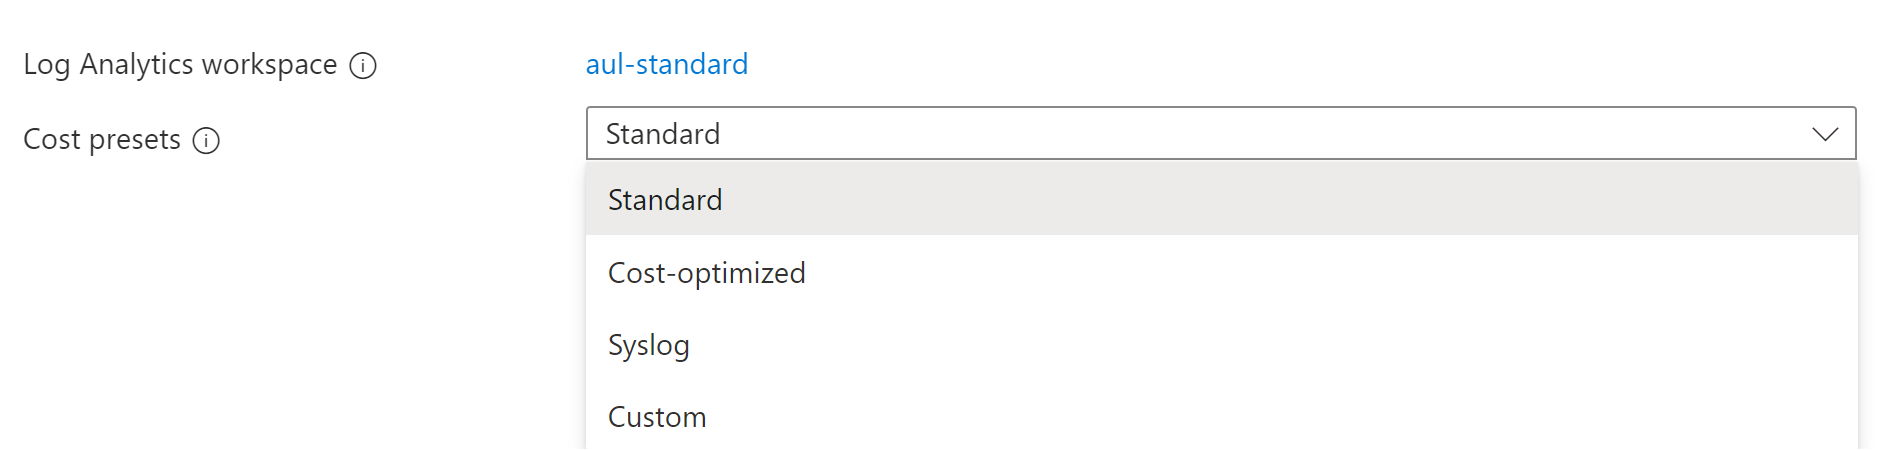 Log Analytics workspace
aul-standard
Cost presets
Standard
Standard
Cost-optimized
Syslog
Custom